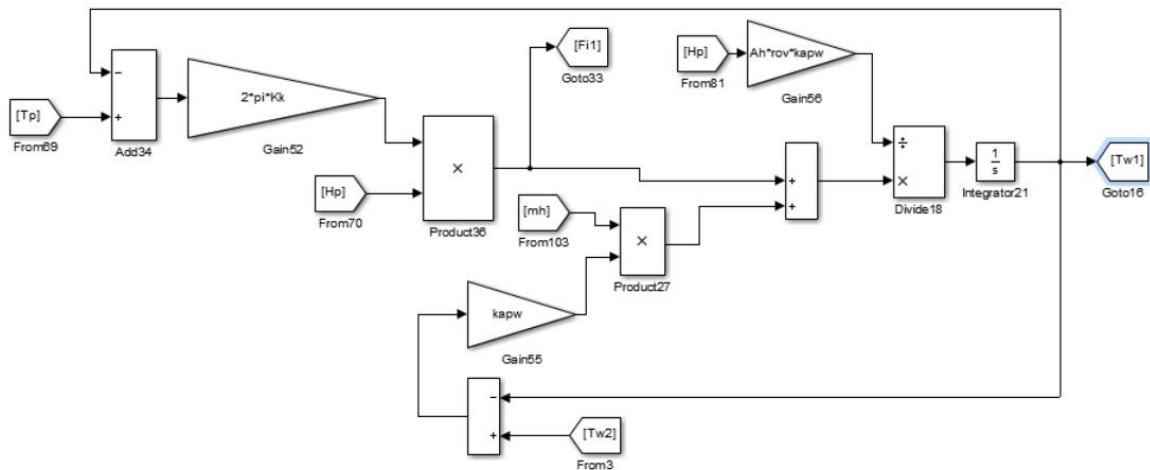 [Tp]
From69
−
+
Add34
2*pi*Kk
Gain52
[Hp]
From70
×
Product36
[Fi1]
Goto33
[Hp]
From81
Ah*rov*kapw
Gain56
[mh]
From103
×
Product27
+
+
÷
×
Divide18
1
s
Integrator21
[Tw1]
Goto16
kapw
Gain55
−
+
[Tw2]
From3